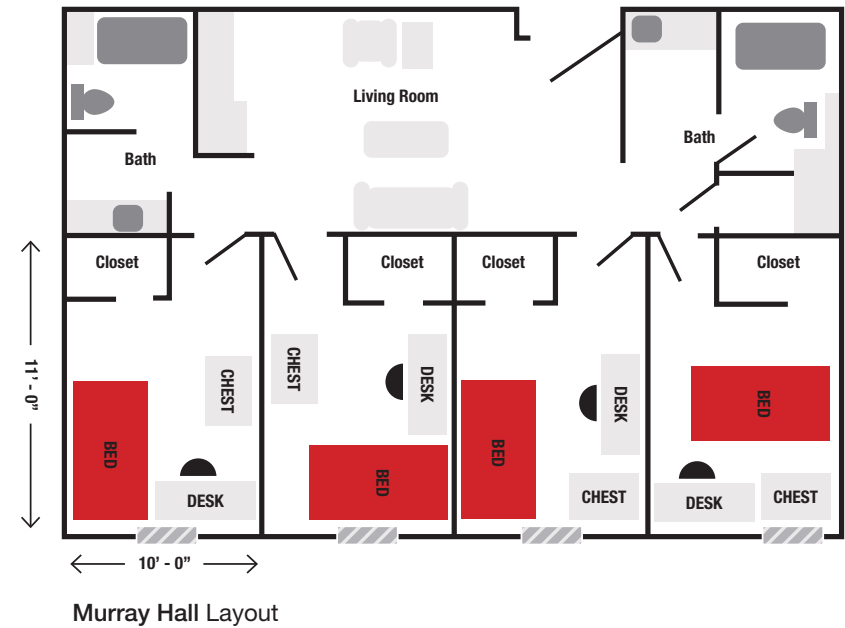 Living Room
Bath
Bath
Closet
Closet
Closet
Closet
11' - 0"
CHEST
CHEST
DESK
DESK
BED
BED
BED
BED
DESK
CHEST
DESK
CHEST
10' - 0"
Murray Hall Layout